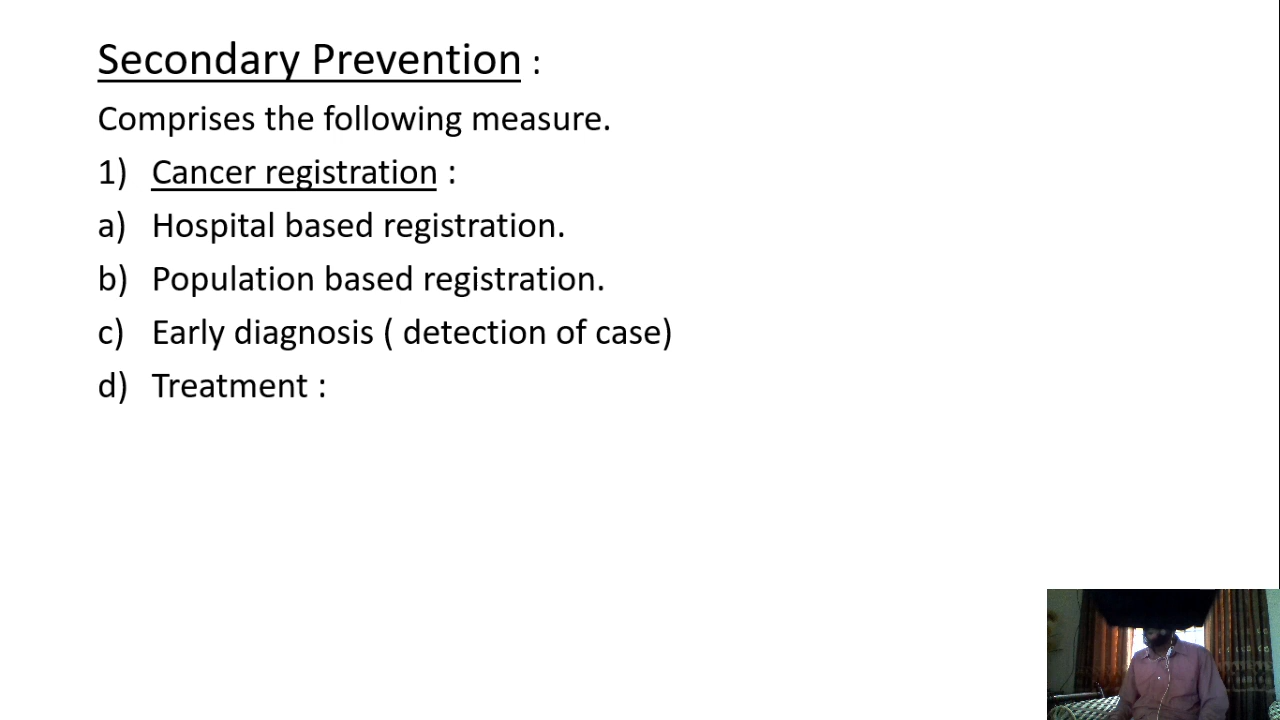 Secondary Prevention :
Comprises the following measure.
1) Cancer registration :
a) Hospital based registration.
b) Population based registration.
c) Early diagnosis ( detection of case)
d) Treatment :